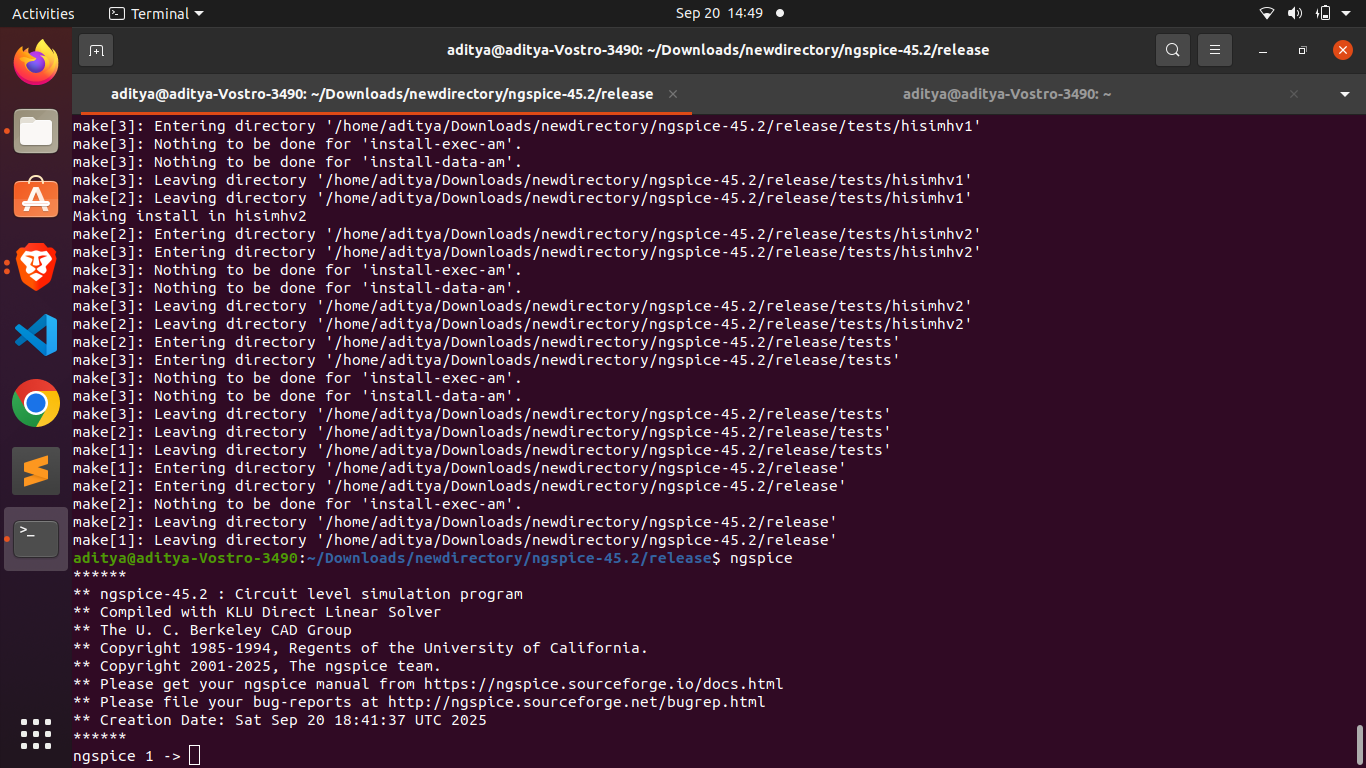 Activities
Terminal
Sep 20 14:49
aditya@aditya-Vostro-3490: ~/Downloads/newdirectory/ngspice-45.2/release
aditya@aditya-Vostro-3490: ~/Downloads/newdirectory/ngspice-45.2/release
aditya@aditya-Vostro-3490: ~
make[3]: Entering directory '/home/aditya/Downloads/newdirectory/ngspice-45.2/release/tests/hisimhv1'
make[3]: Nothing to be done for 'install-exec-am'.
make[3]: Nothing to be done for 'install-data-am'.
make[3]: Leaving directory '/home/aditya/Downloads/newdirectory/ngspice-45.2/release/tests/hisimhv1'
make[2]: Leaving directory '/home/aditya/Downloads/newdirectory/ngspice-45.2/release/tests/hisimhv1'
Making install in hisimhv2
make[2]: Entering directory '/home/aditya/Downloads/newdirectory/ngspice-45.2/release/tests/hisimhv2'
make[3]: Entering directory '/home/aditya/Downloads/newdirectory/ngspice-45.2/release/tests/hisimhv2'
make[3]: Nothing to be done for 'install-exec-am'.
make[3]: Nothing to be done for 'install-data-am'.
make[3]: Leaving directory '/home/aditya/Downloads/newdirectory/ngspice-45.2/release/tests/hisimhv2'
make[2]: Leaving directory '/home/aditya/Downloads/newdirectory/ngspice-45.2/release/tests/hisimhv2'
make[2]: Entering directory '/home/aditya/Downloads/newdirectory/ngspice-45.2/release/tests'
make[3]: Entering directory '/home/aditya/Downloads/newdirectory/ngspice-45.2/release/tests'
make[3]: Nothing to be done for 'install-exec-am'.
make[3]: Nothing to be done for 'install-data-am'.
make[3]: Leaving directory '/home/aditya/Downloads/newdirectory/ngspice-45.2/release/tests'
make[2]: Leaving directory '/home/aditya/Downloads/newdirectory/ngspice-45.2/release/tests'
make[1]: Leaving directory '/home/aditya/Downloads/newdirectory/ngspice-45.2/release/tests'
make[1]: Entering directory '/home/aditya/Downloads/newdirectory/ngspice-45.2/release'
make[2]: Entering directory '/home/aditya/Downloads/newdirectory/ngspice-45.2/release'
make[2]: Nothing to be done for 'install-exec-am'.
make[2]: Leaving directory '/home/aditya/Downloads/newdirectory/ngspice-45.2/release'
make[1]: Leaving directory '/home/aditya/Downloads/newdirectory/ngspice-45.2/release'
aditya@aditya-Vostro-3490:~/Downloads/newdirectory/ngspice-45.2/release$ ngspice
******
** ngspice-45.2 : Circuit level simulation program
** Compiled with KLU Direct Linear Solver
** The U. C. Berkeley CAD Group
** Copyright 1985-1994, Regents of the University of California.
** Copyright 2001-2025, The ngspice team.
** Please get your ngspice manual from https://ngspice.sourceforge.io/docs.html
** Please file your bug-reports at http://ngspice.sourceforge.net/bugrep.html
** Creation Date: Sat Sep 20 18:41:37 UTC 2025
******
ngspice 1 ->